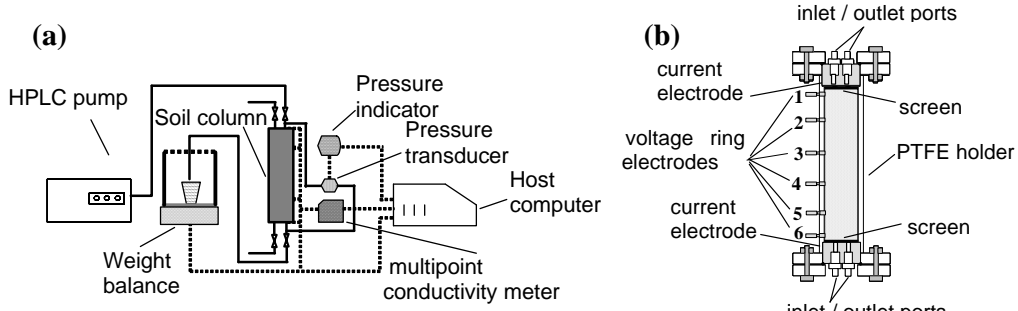 (a)
HPLC pump
Soil column
Pressure
indicator
Pressure
transducer
Host
computer
Weight
balance
multipoint
conductivity meter
(b)
inlet / outlet ports
current
electrode
1
2
3
4
5
6
voltage ring
electrodes
current
electrode
screen
PTFE holder
screen
inlet / outlet ports